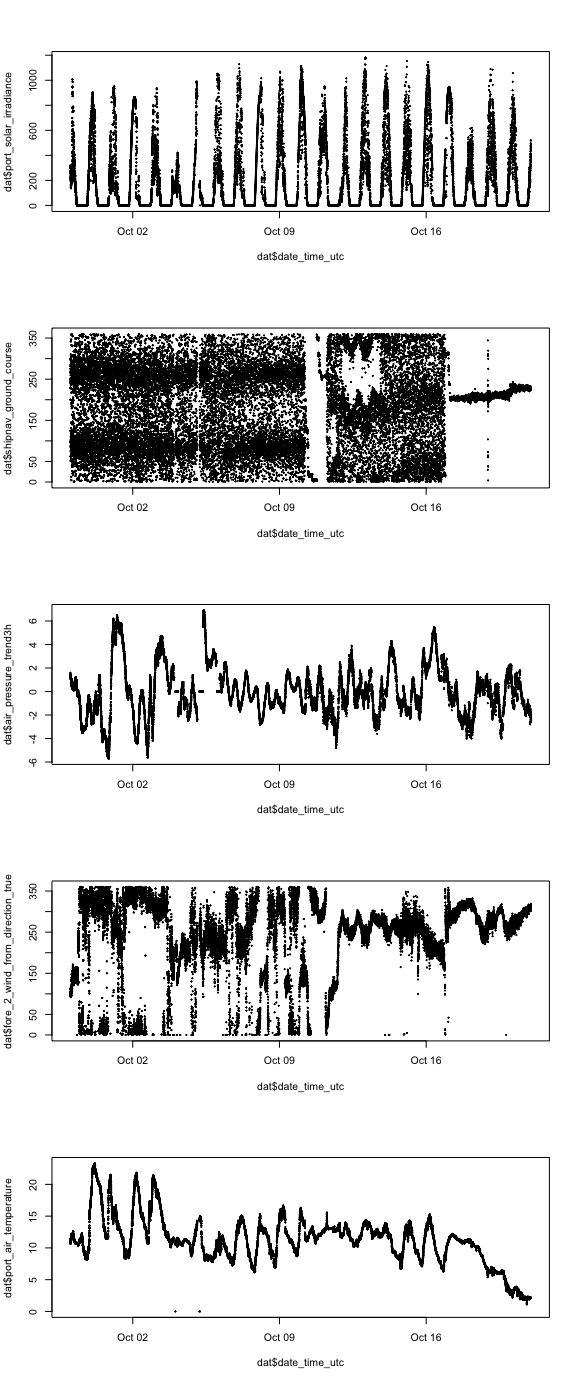 dat$port_solar_irradiance
0 200 600 1000
Oct 02 Oct 09 Oct 16
dat$date_time_utc
dat$shipnav_ground_course
0 50 150 250 350
Oct 02 Oct 09 Oct 16
dat$date_time_utc
dat$air_pressure_trend3h
-6 -4 -2 0 2 4 6
Oct 02 Oct 09 Oct 16
dat$date_time_utc
dat$fore_2_wind_from_direction_true
0 50 150 250 350
Oct 02 Oct 09 Oct 16
dat$date_time_utc
dat$port_air_temperature
0 5 10 15 20
Oct 02 Oct 09 Oct 16
dat$date_time_utc